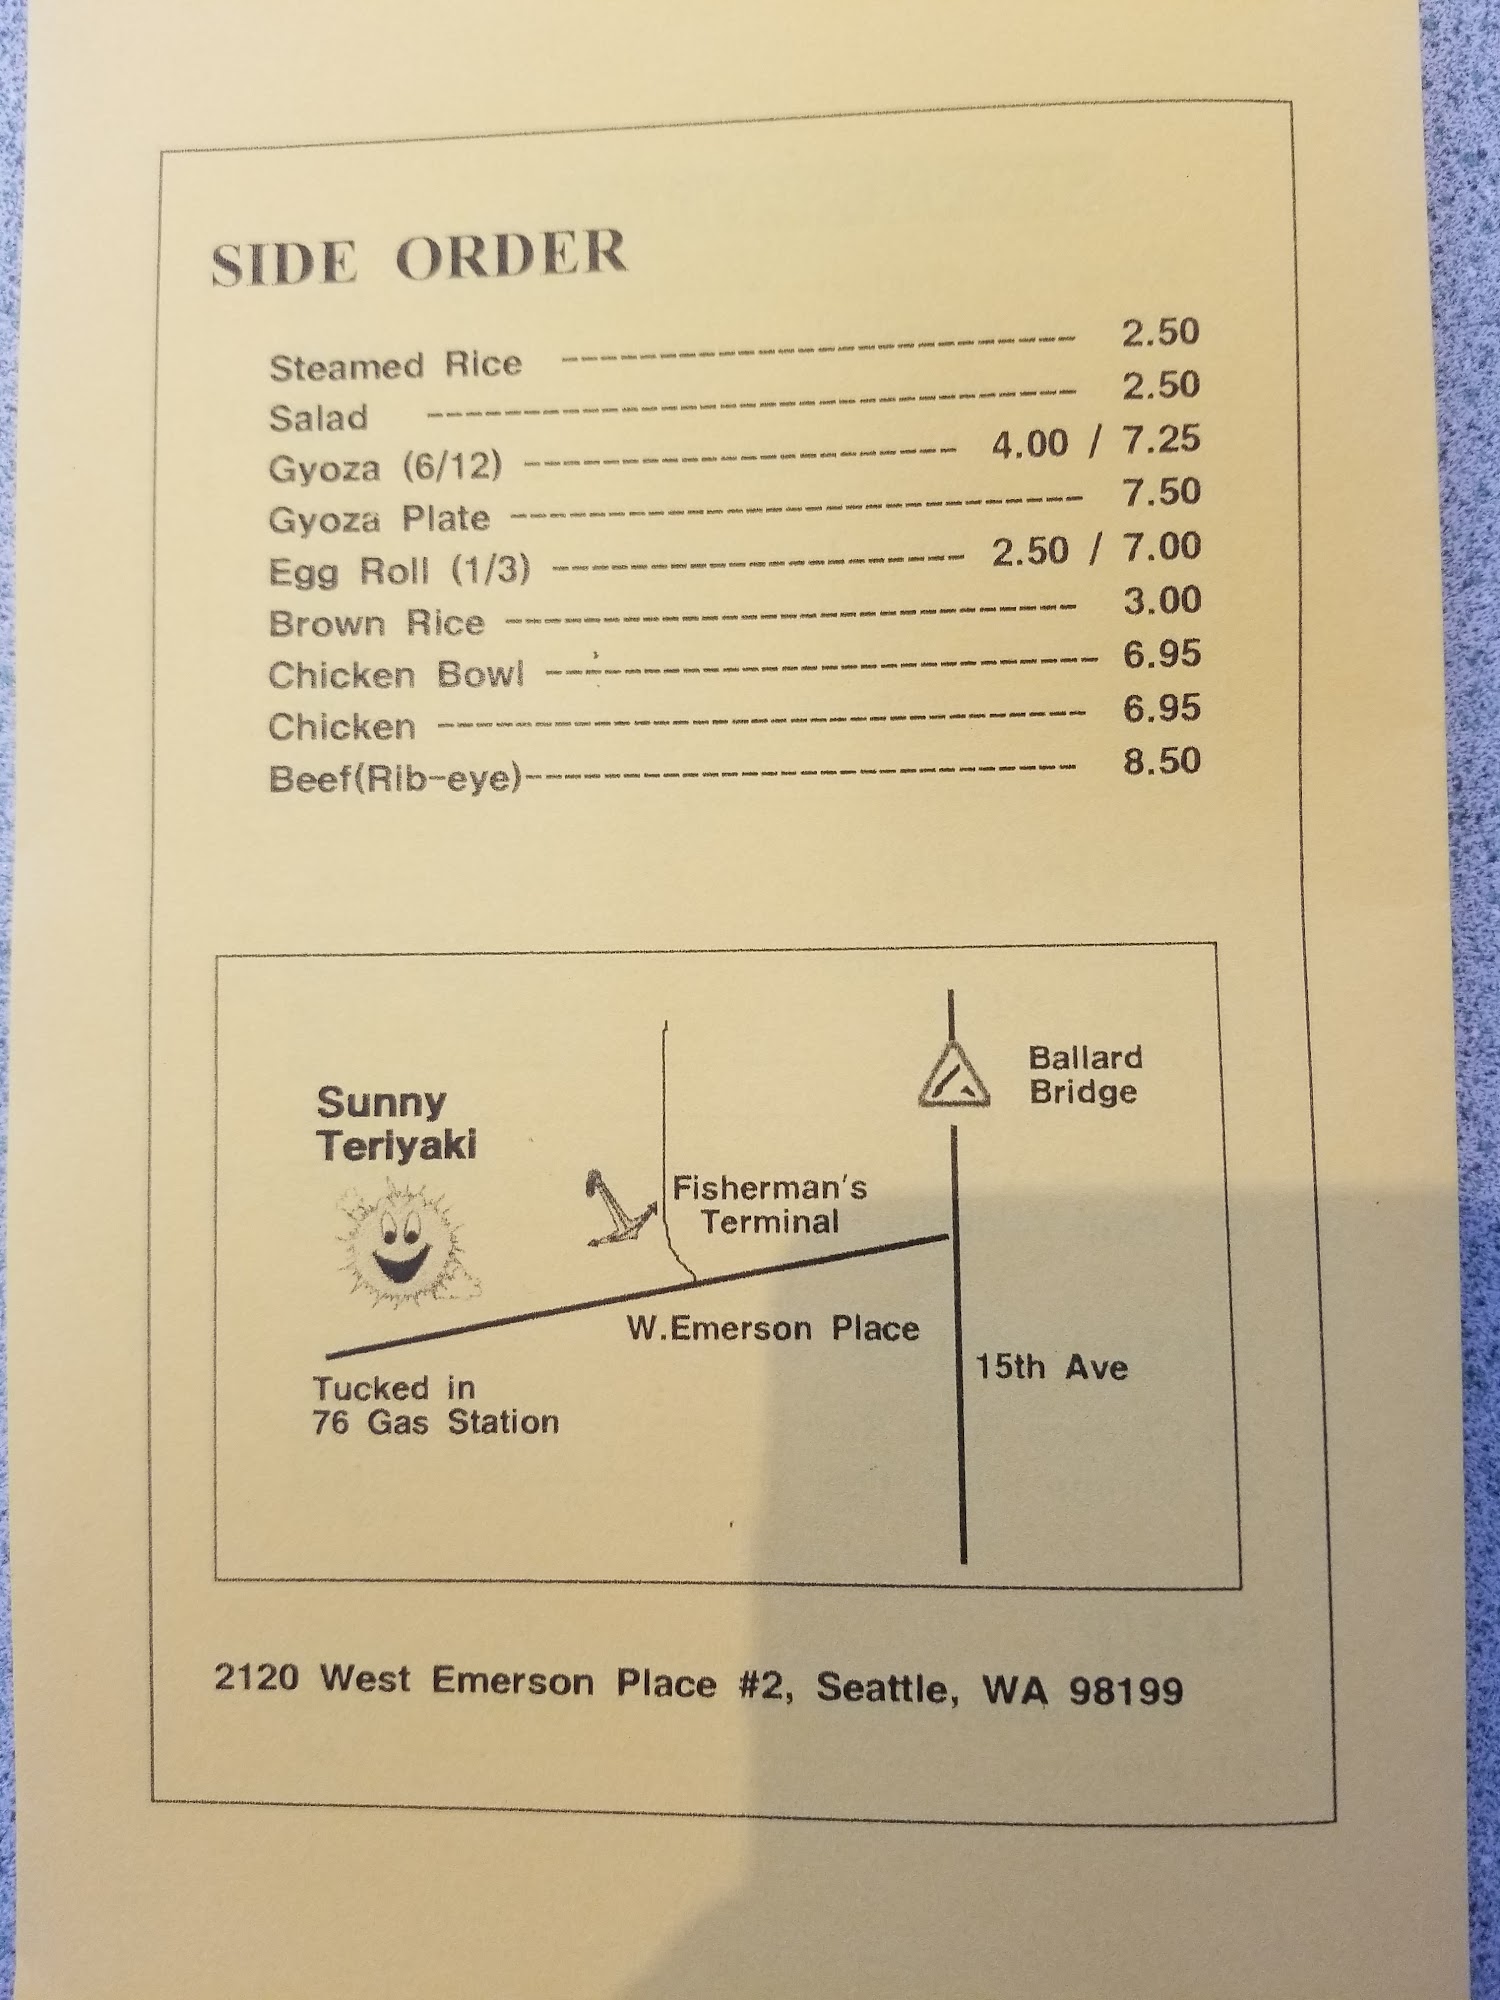 SIDE ORDER
Steamed Rice ---------------------------------- 2.50
Salad ------------------------------------------- 2.50
Gyoza (6/12) ----------------------------- 4.00 / 7.25
Gyoza Plate -------------------------------------- 7.50
Egg Roll (1/3) ---------------------------- 2.50 / 7.00
Brown Rice -------------------------------------- 3.00
Chicken Bowl ------------------------------------- 6.95
Chicken ------------------------------------------- 6.95
Beef(Rib-eye)------------------------------------- 8.50
Ballard
Bridge
Sunny
Teriyaki
Fisherman's
Terminal
W.Emerson Place
15th Ave
Tucked in
76 Gas Station
2120 West Emerson Place #2, Seattle, WA 98199